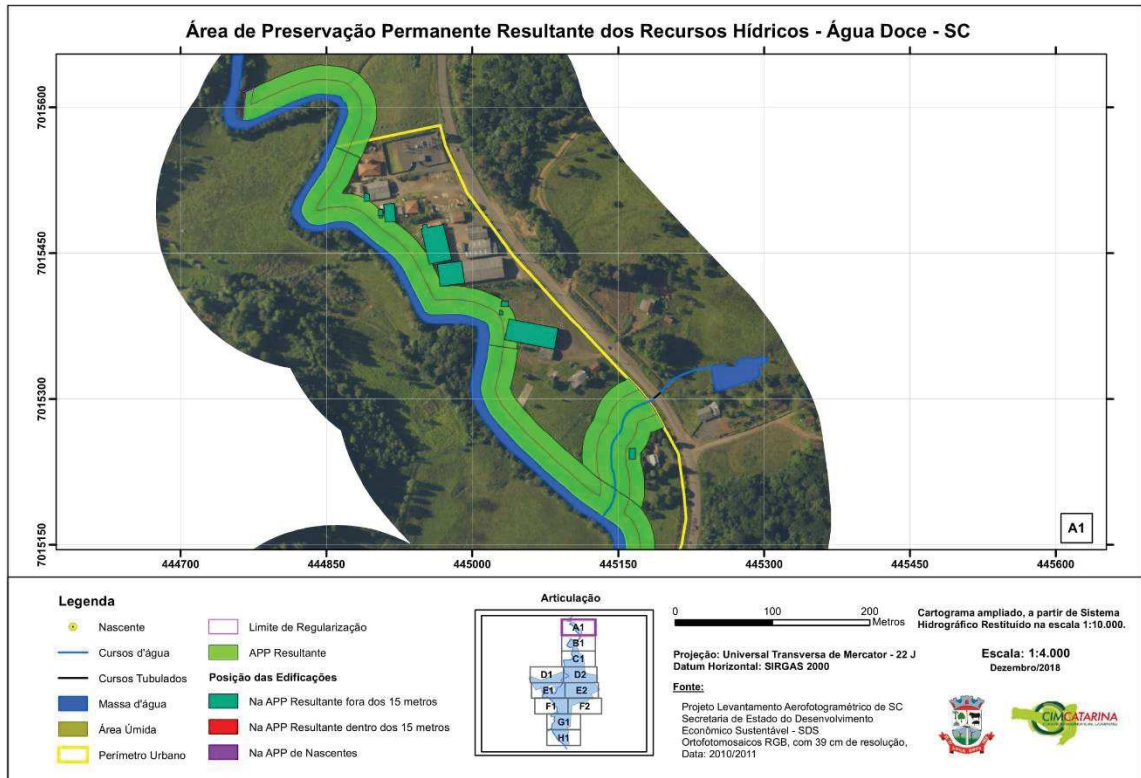 Área de Preservação Permanente Resultante dos Recursos Hídricos - Água Doce - SC
7015600
7015450
7015300
7015150
A1
444700
444850
445000
445150
445300
445450
445600
Legenda
Nascente
Cursos d'água
Cursos Tubulados
Massa d'água
Área Úmida
Perímetro Urbano
Limite de Regularização
APP Resultante
Posição das Edificações
Na APP Resultante fora dos 15 metros
Na APP Resultante dentro dos 15 metros
Na APP de Nascentes
Articulação
A1
B1
C1
D1
D2
E1
E2
F1
F2
G1
H1
0
100
200
Metros
Projeção: Universal Transversa de Mercator - 22 J
Datum Horizontal: SIRGAS 2000
Fonte:
Projeto Levantamento Aerofotogramétrico de SC
Secretaria de Estado do Desenvolvimento
Econômico Sustentável - SDS
Ortofotomosaicos RGB, com 39 cm de resolução,
Data: 2010/2011
Cartograma ampliado, a partir de Sistema
Hidrográfico Restituído na escala 1:10.000.
Escala: 1:4.000
Dezembro/2018
CIMCATARINA